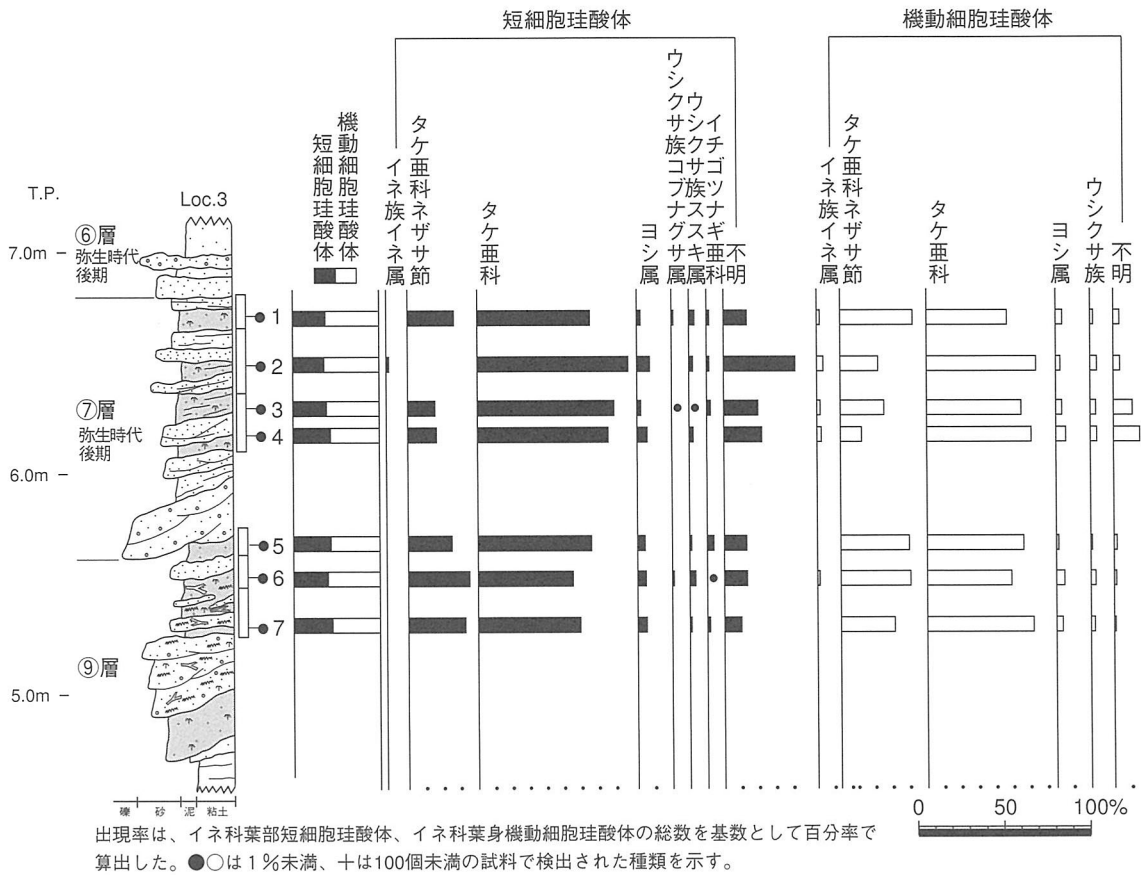 短細胞珪酸体
機動細胞珪酸体
機動細胞珪酸体
短細胞珪酸体
イネ族イネ属
タケ亜科ネザサ節
タケ亜科
ヨシ属
ウシクサ族コブナグサ属
ウシクサ族ススキ属
イチゴツナギ亜科
不明
イネ族イネ属
タケ亜科ネザサ節
タケ亜科
ヨシ属
ウシクサ族
不明
T.P.
Loc.3
⑥層
弥生時代
後期
7.0m
1
2
3
⑦層
弥生時代
後期
4
6.0m
5
6
7
⑨層
5.0m
礫 砂 泥 粘土
0 50 100%
出現率は、イネ科葉部短細胞珪酸体、イネ科葉身機動細胞珪酸体の総数を基数として百分率で
算出した。●○は1%未満、+は100個未満の試料で検出された種類を示す。